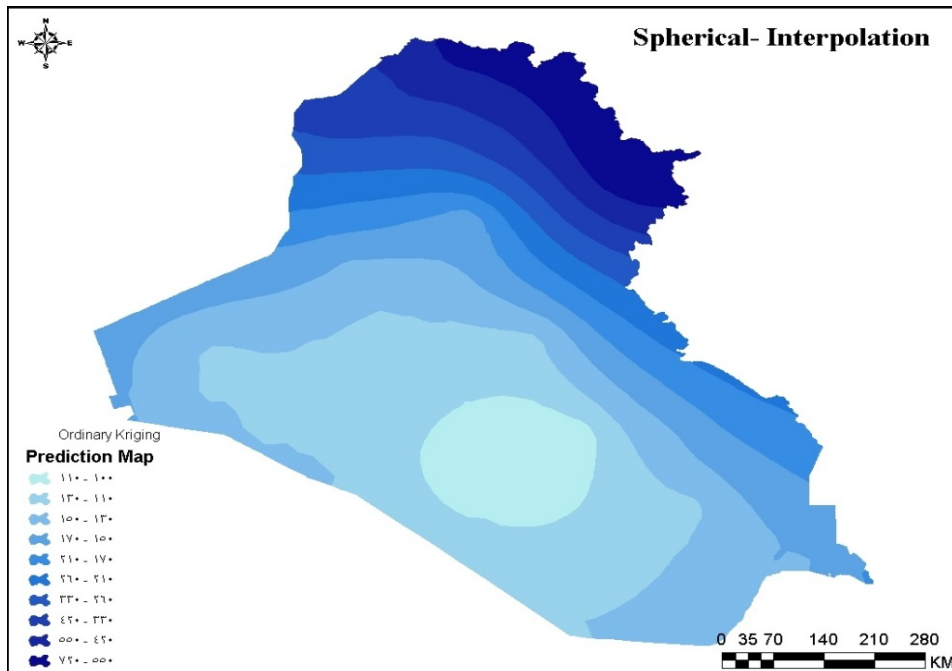 N
W E
S
Spherical- Interpolation
Ordinary Kriging
Prediction Map
١٠٠ - ١١٠
١١٠ - ١٣٠
١٣٠ - ١٥٠
١٥٠ - ١٧٠
١٧٠ - ٢١٠
٢١٠ - ٢٦٠
٢٦٠ - ٣٣٠
٣٣٠ - ٤٢٠
٤٢٠ - ٥٥٠
٥٥٠ - ٧٢٠
0 35 70 140 210 280
KM